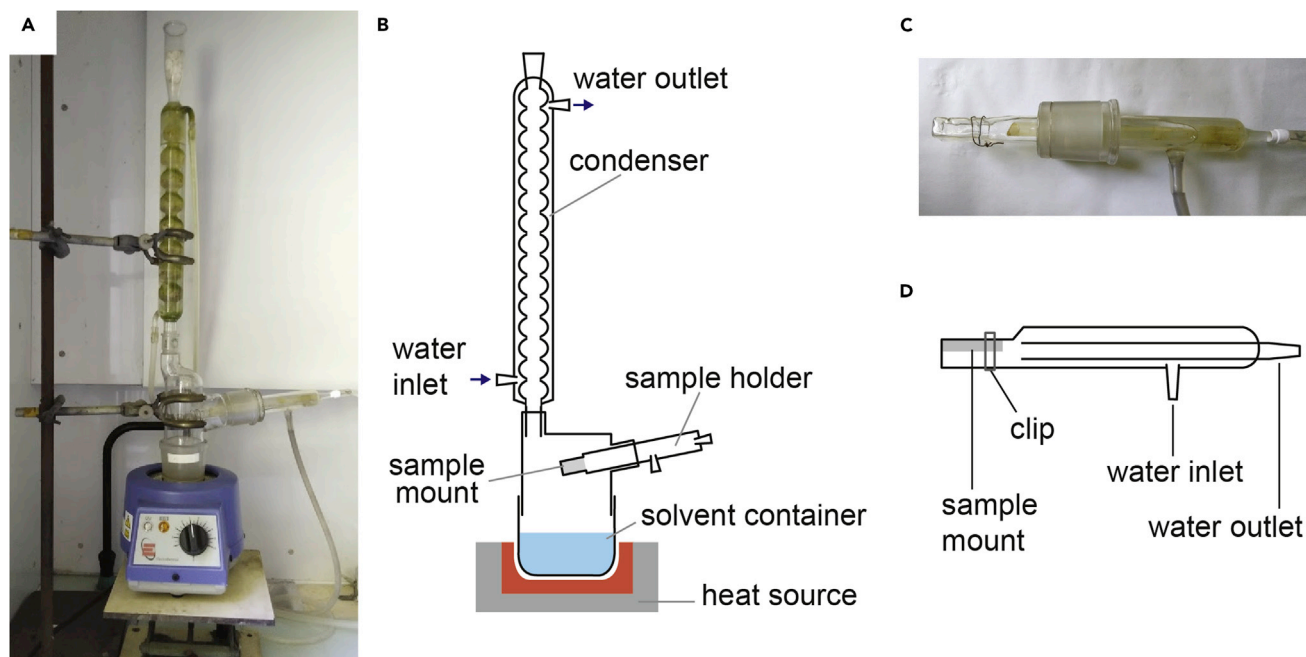 A
B
water outlet
condenser
water
inlet
sample holder
sample
mount
solvent container
heat source
C
D
clip
water inlet
sample
mount
water outlet